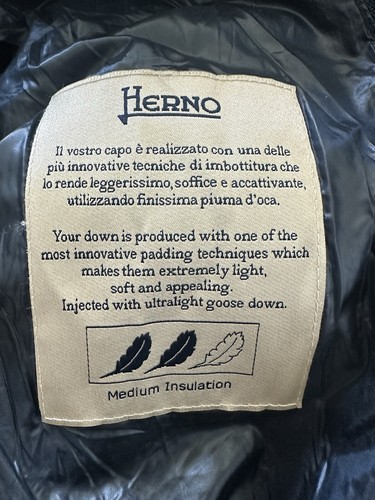 HERNO
Il vostro capo è realizzato con una delle
più innovative tecniche di imbottitura che
lo rende leggerissimo, soffice e accattivante,
utilizzando finissima piuma d'oca.
Your down is produced with one of the
most innovative padding techniques which
makes them extremely light,
soft and appealing.
Injected with ultralight goose down.
Medium Insulation